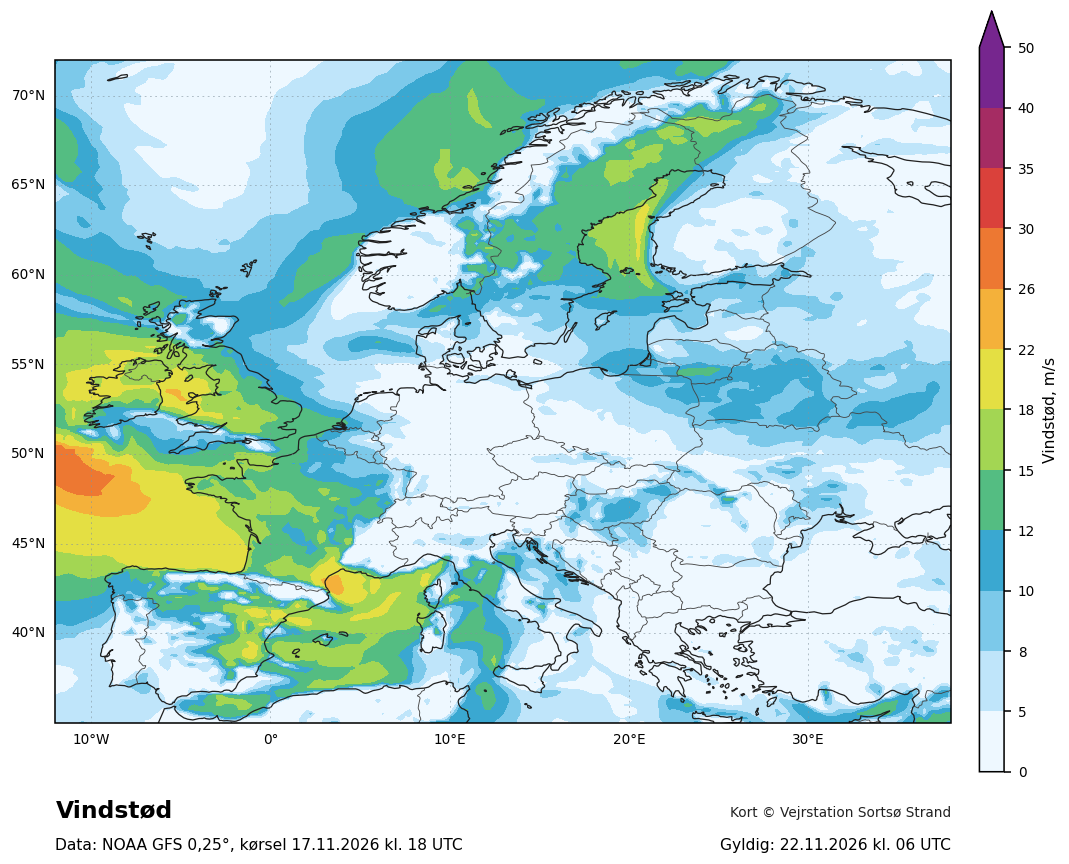 50
40
35
30
26
22
18
15
12
10
8
5
0
Vindstød, m/s
70°N
65°N
60°N
55°N
50°N
45°N
40°N
10°W
0°
10°E
20°E
30°E
Vindstød
Kort © Vejrstation Sortsø Strand
Data: NOAA GFS 0,25°, kørsel 17.11.2026 kl. 18 UTC
Gyldig: 22.11.2026 kl. 06 UTC